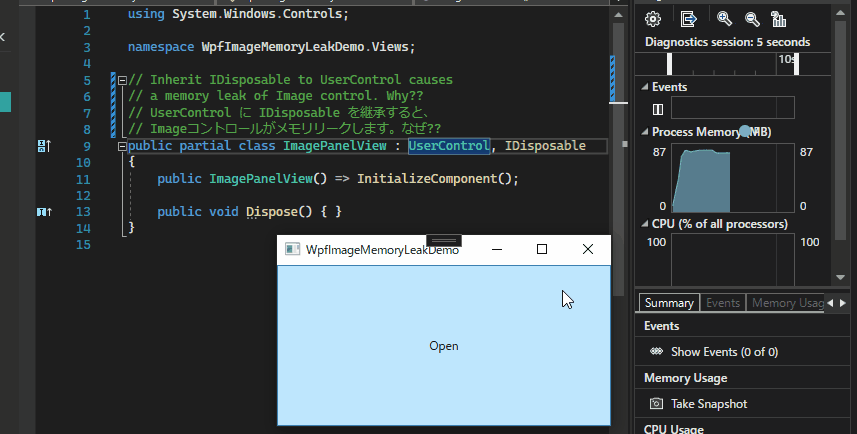 1 using System.Windows.Controls;
2
3 namespace WpfImageMemoryLeakDemo.Views;
4
5 // Inherit IDisposable to UserControl causes
6 // a memory leak of Image control. Why??
7 // UserControl に IDisposable を継承すると、
8 // Imageコントロールがメモリリークします。なぜ??
9 public partial class ImagePanelView : UserControl, IDisposable
10 {
11 public ImagePanelView() => InitializeComponent();
12
13 public void Dispose() { }
14 }
15
WpfImageMemoryLeakDemo
Open
Diagnostics session: 5 seconds
10s
Events
Process Memory (MB)
87 87
0 0
CPU (% of all processors)
100 100
Summary Events Memory Usag
Events
Show Events (0 of 0)
Memory Usage
Take Snapshot
CPU Usage